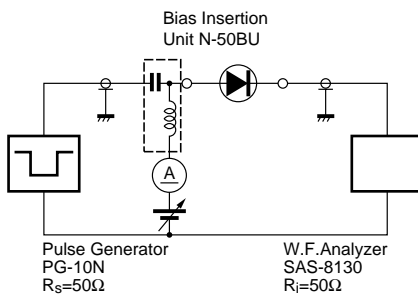 Bias Insertion
Unit N-50BU
A
Pulse Generator
PG-10N
Rs=50Ω
W.F.Analyzer
SAS-8130
Ri=50Ω